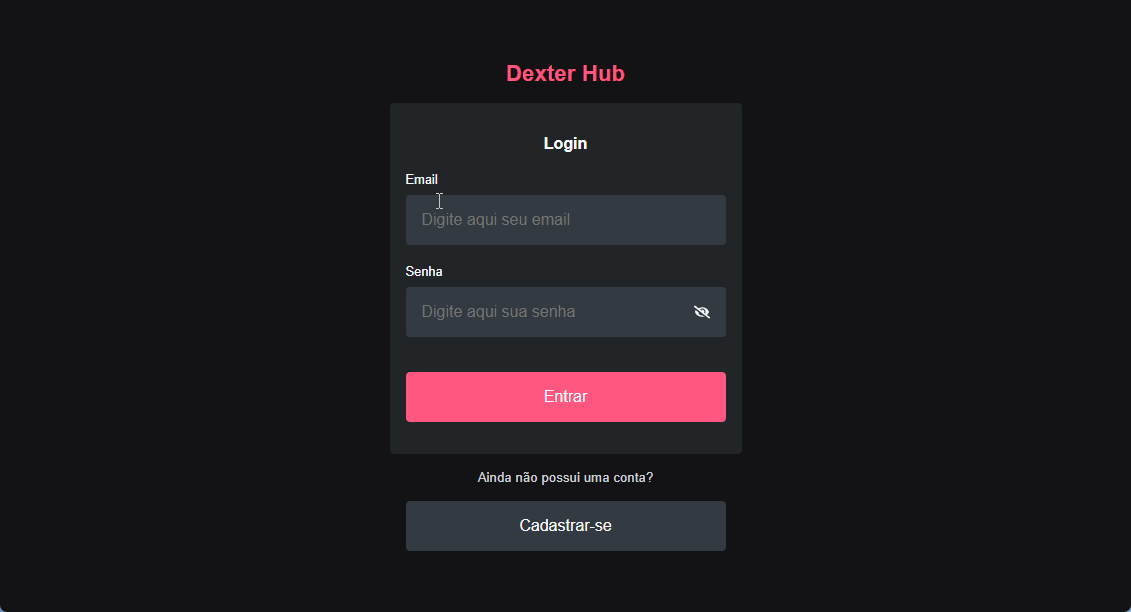 Dexter Hub
Login
Email
Digite aqui seu email
Senha
Digite aqui sua senha
Entrar
Ainda não possui uma conta?
Cadastrar-se